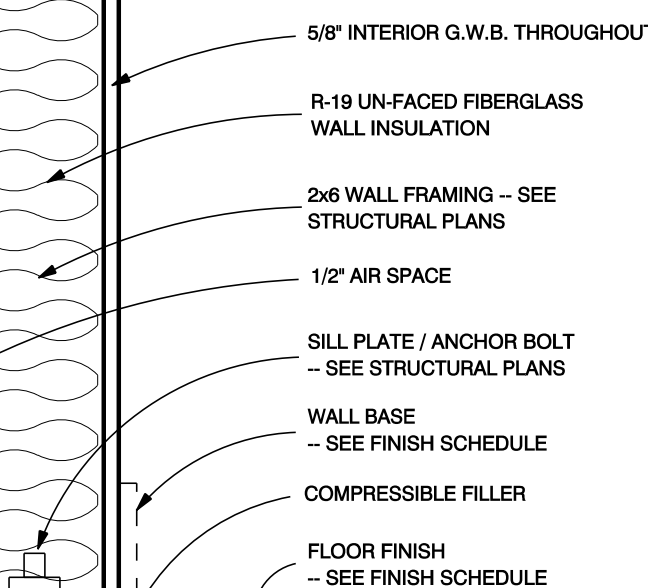 5/8" INTERIOR G.W.B. THROUGHOUT
R-19 UN-FACED FIBERGLASS
WALL INSULATION
2x6 WALL FRAMING -- SEE
STRUCTURAL PLANS
1/2" AIR SPACE
SILL PLATE / ANCHOR BOLT
-- SEE STRUCTURAL PLANS
WALL BASE
-- SEE FINISH SCHEDULE
COMPRESSIBLE FILLER
FLOOR FINISH
-- SEE FINISH SCHEDULE